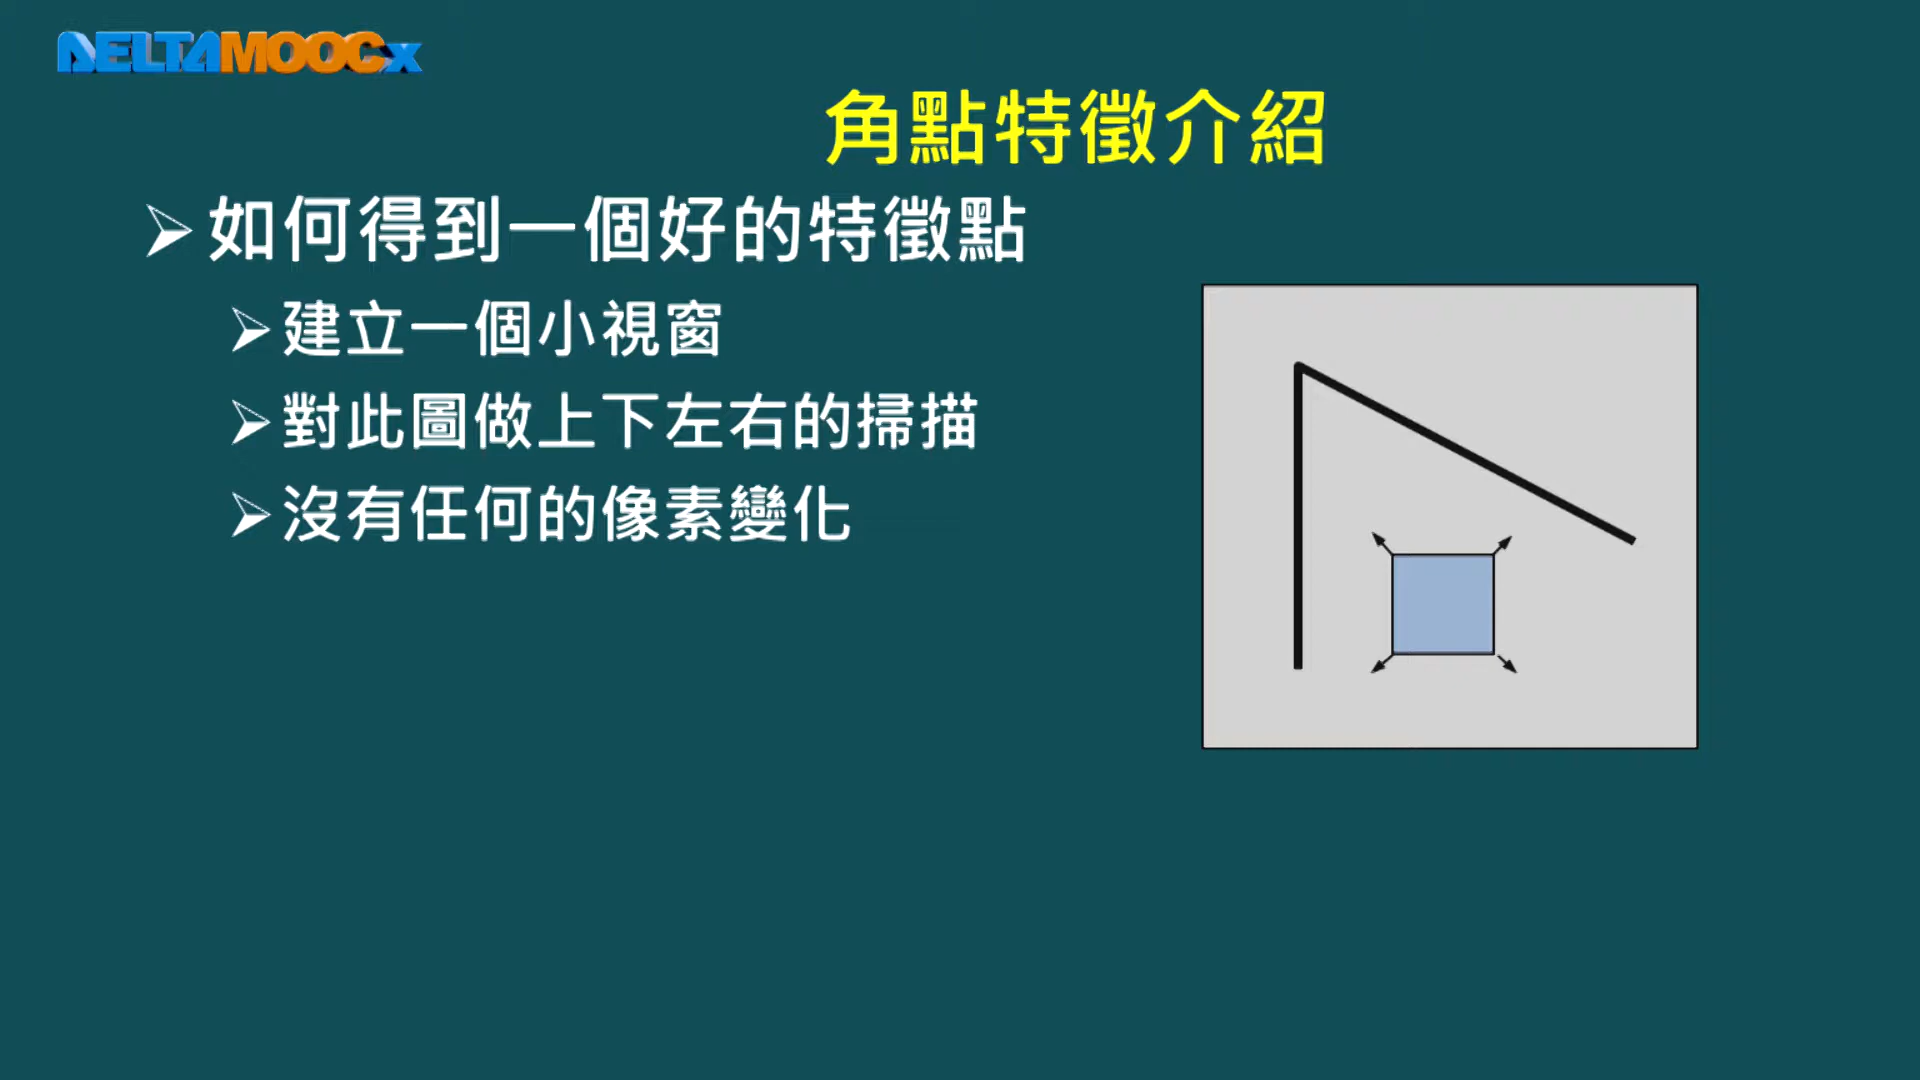 DELTAMOOCx
角點特徵介紹
如何得到一個好的特徵點
建立一個小視窗
對此圖做上下左右的掃描
沒有任何的像素變化